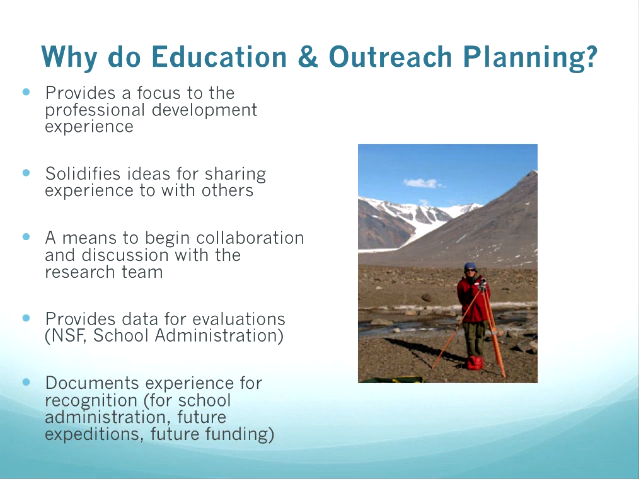 Why do Education & Outreach Planning?
Provides a focus to the
professional development
experience
Solidifies ideas for sharing
experience to with others
A means to begin collaboration
and discussion with the
research team
Provides data for evaluations
(NSF, School Administration)
Documents experience for
recognition (for school
administration, future
expeditions, future funding)